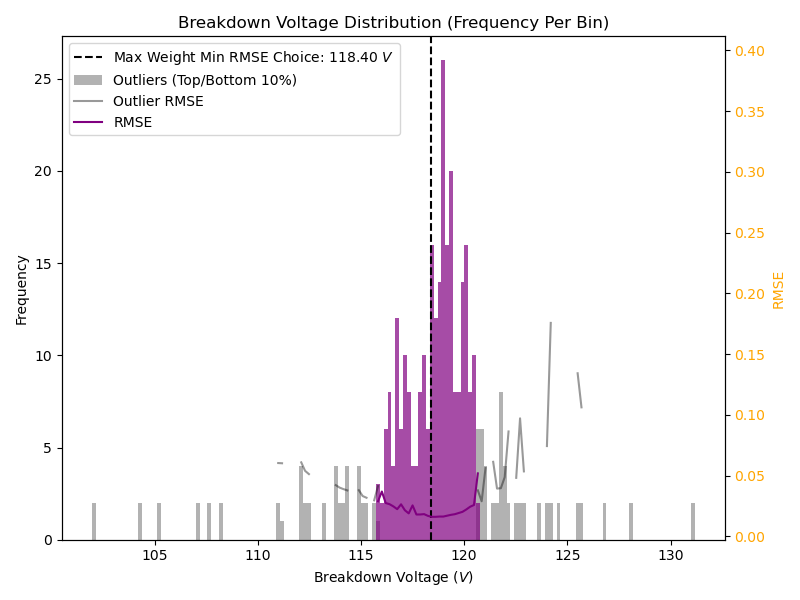 Breakdown Voltage Distribution (Frequency Per Bin)
Max Weight Min RMSE Choice: 118.40 V
Outliers (Top/Bottom 10%)
Outlier RMSE
RMSE
Frequency
25
20
15
10
5
0
0.40
0.35
0.30
0.25
0.20
0.15
0.10
0.05
0.00
RMSE
105 110 115 120 125 130
Breakdown Voltage (V)